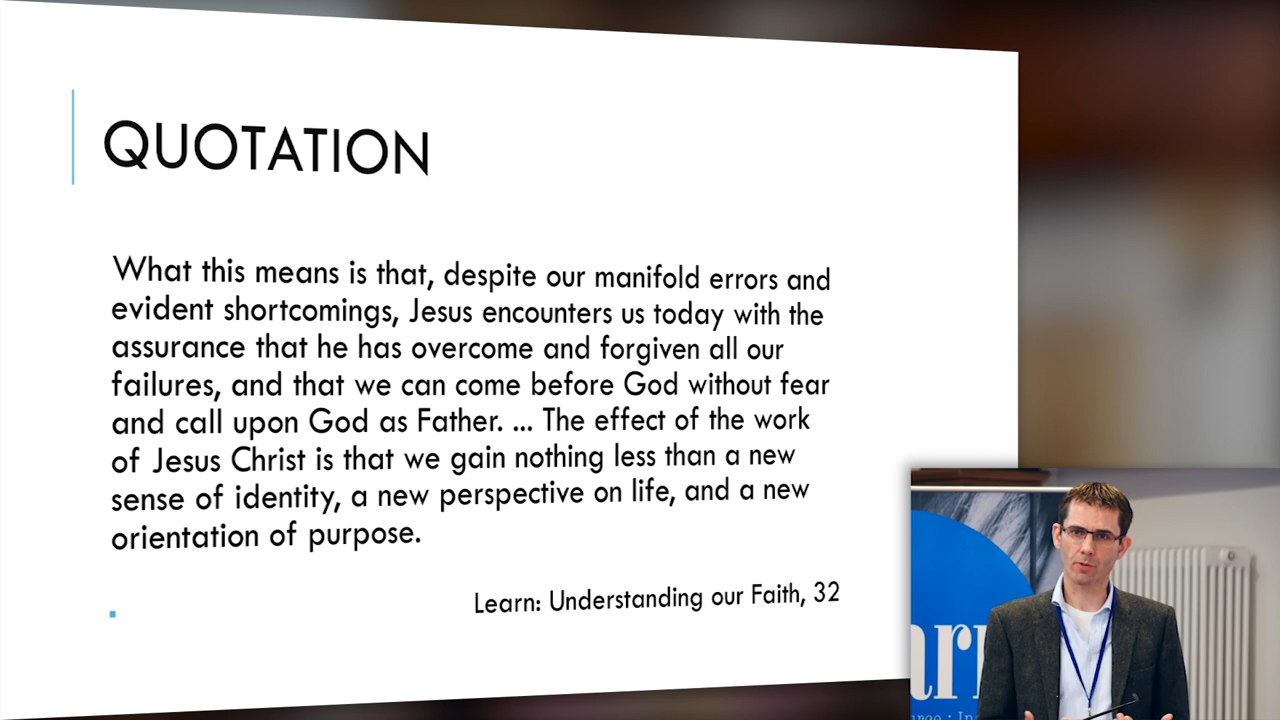 QUOTATION
What this means is that, despite our manifold errors and
evident shortcomings, Jesus encounters us today with the
assurance that he has overcome and forgiven all our
failures, and that we can come before God without fear
and call upon God as Father. ... The effect of the work
of Jesus Christ is that we gain nothing less than a new
sense of identity, a new perspective on life, and a new
orientation of purpose.
Learn: Understanding our Faith, 32
arn